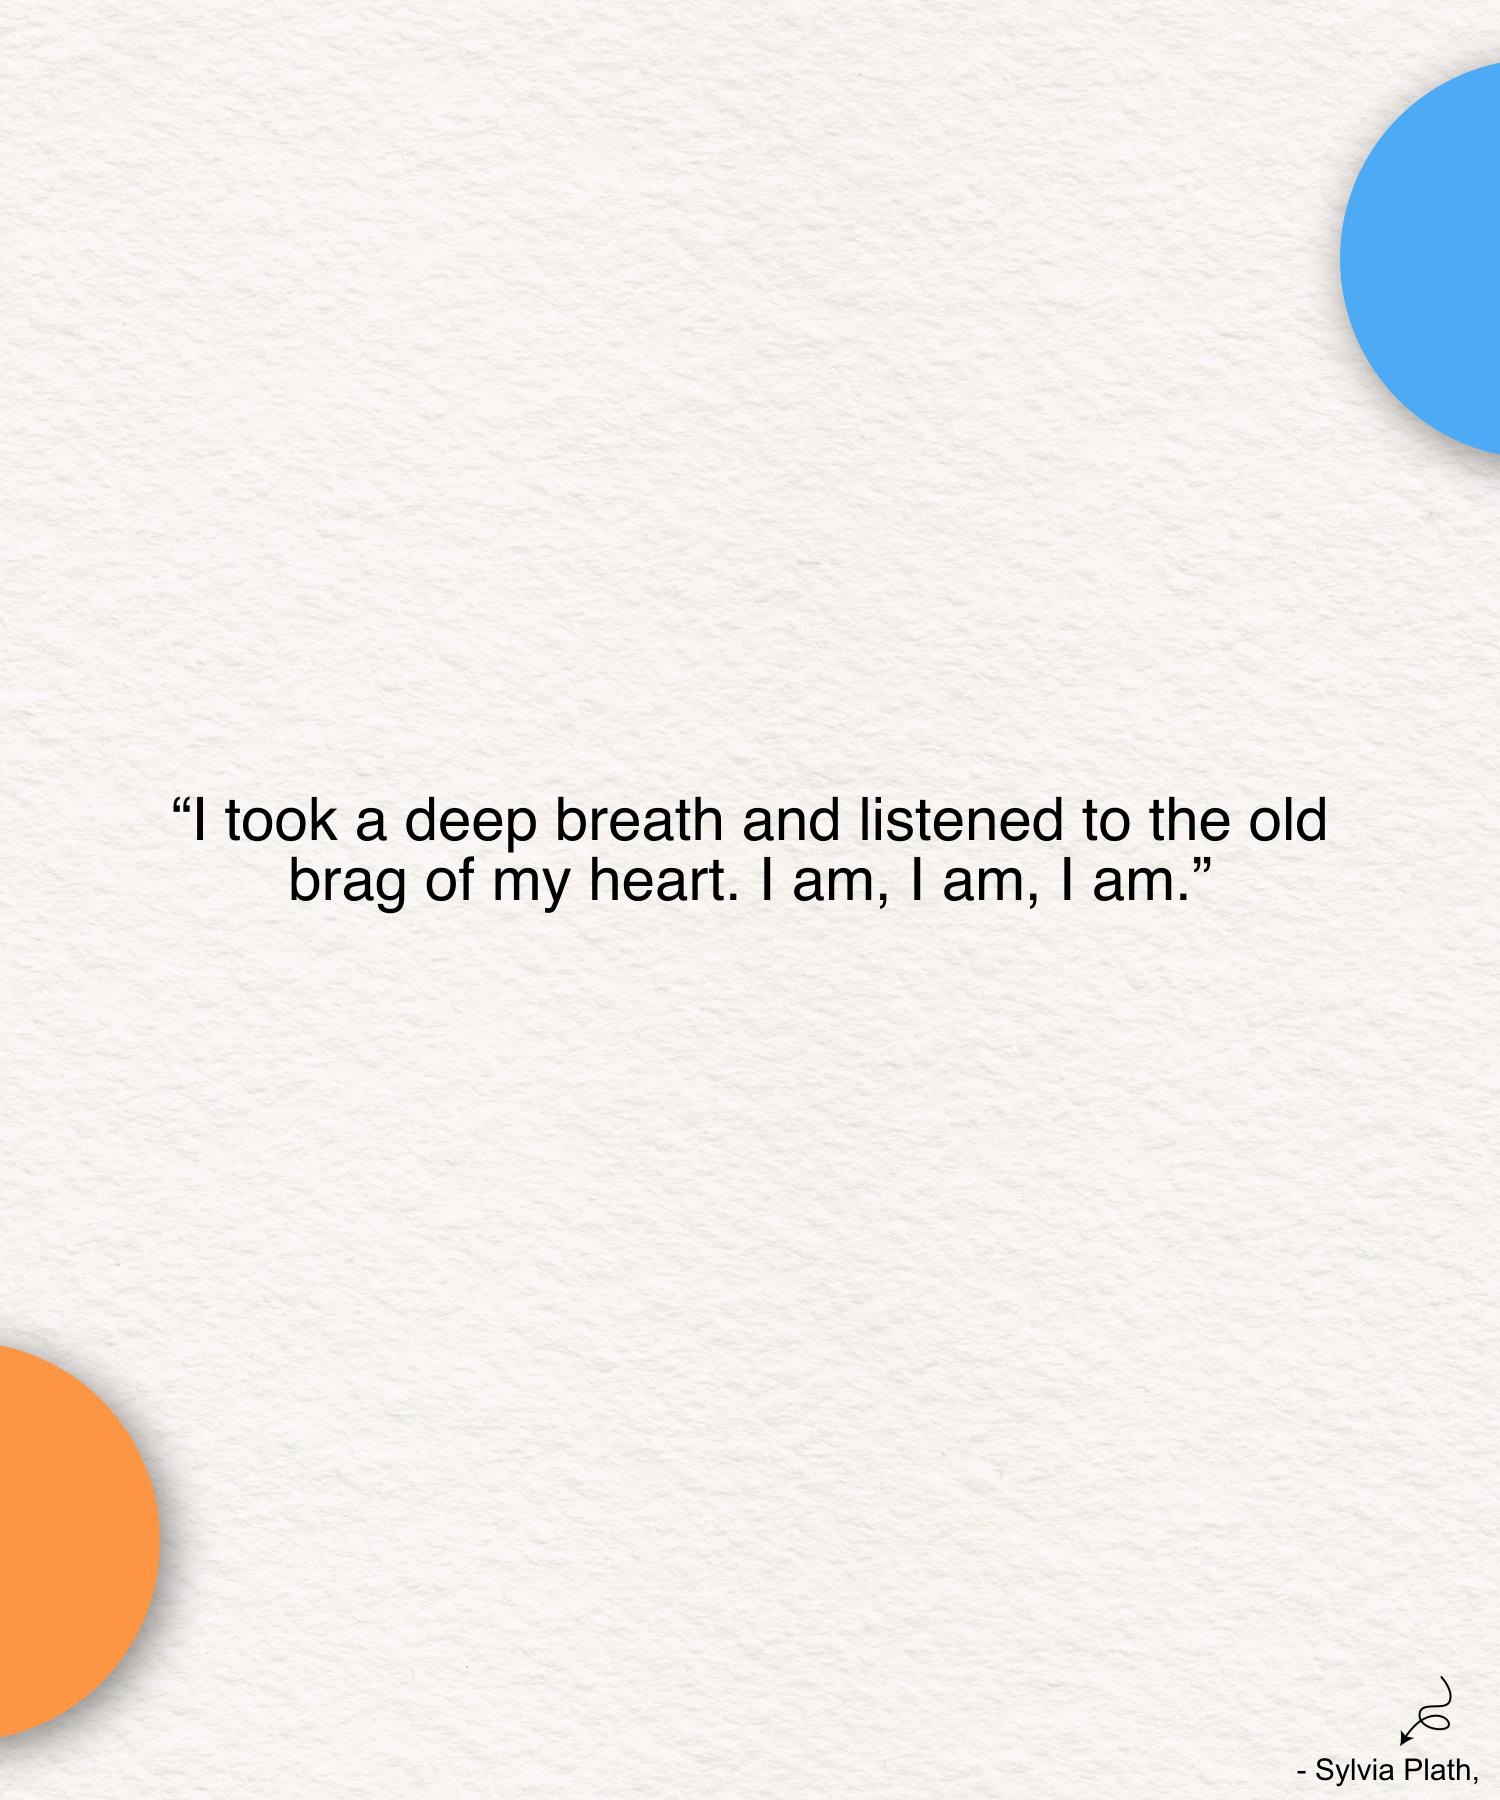 “I took a deep breath and listened to the old
brag of my heart. I am, I am, I am.”
- Sylvia Plath,